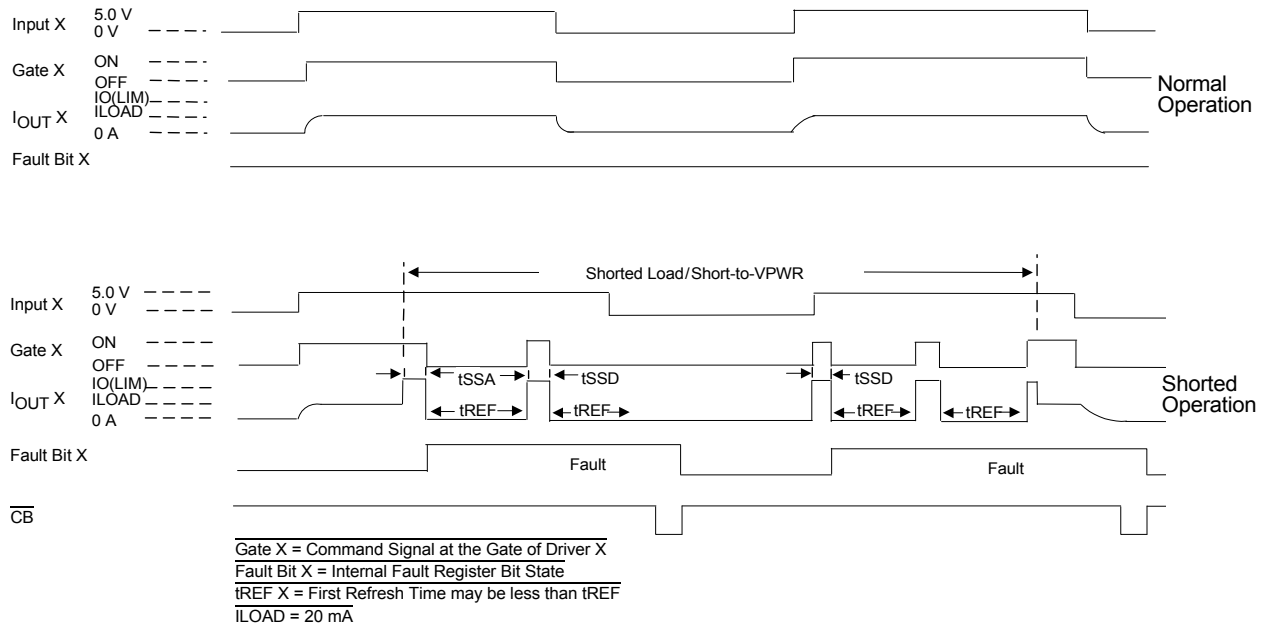 Input X 5.0 V
0 V
Gate X ON
OFF
IO(LIM)
IOUT X ILOAD
0 A
Fault Bit X
Normal
Operation
Shorted Load/Short-to-VPWR
Input X 5.0 V
0 V
Gate X ON
OFF
tSSA tSSD tSSD
IO(LIM)
IOUT X ILOAD
0 A
tREF tREF tREF tREF
Shorted
Operation
Fault Bit X Fault Fault
CB
Gate X = Command Signal at the Gate of Driver X
Fault Bit X = Internal Fault Register Bit State
tREF X = First Refresh Time may be less than tREF
ILOAD = 20 mA